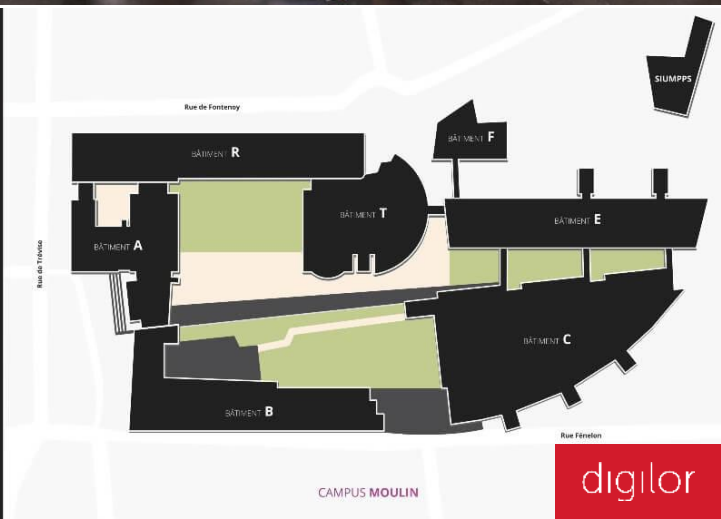 SIUMPPS
Rue de Fontenoy
BÂTIMENT F
BÂTIMENT R
BÂTIMENT T
BÂTIMENT E
BÂTIMENT A
Rue de Trévise
BÂTIMENT C
BÂTIMENT B
Rue Fénelon
CAMPUS MOULIN
digilor